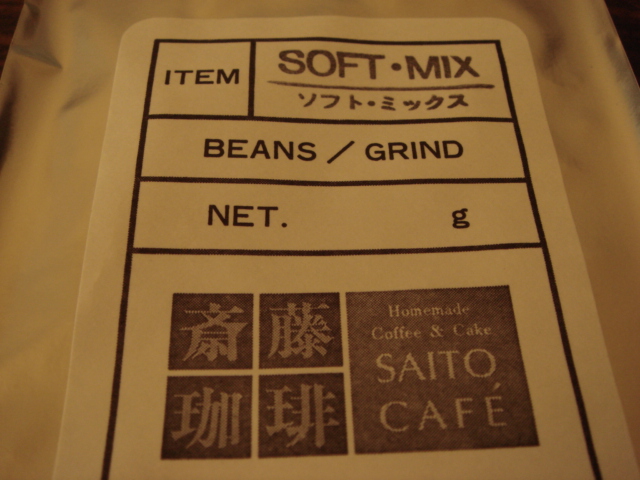 ITEM
SOFT・MIX
ソフト・ミックス
BEANS / GRIND
NET. g
斎藤
珈琲
Homemade
Coffee & Cake
SAITO
CAFÉ